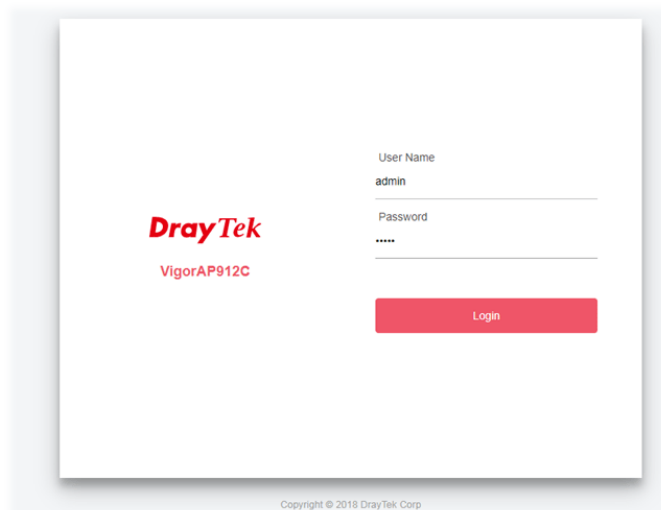 User Name
admin
DrayTek
Password
•••••
VigorAP912C
Login
Copyright © 2018 DrayTek Corp